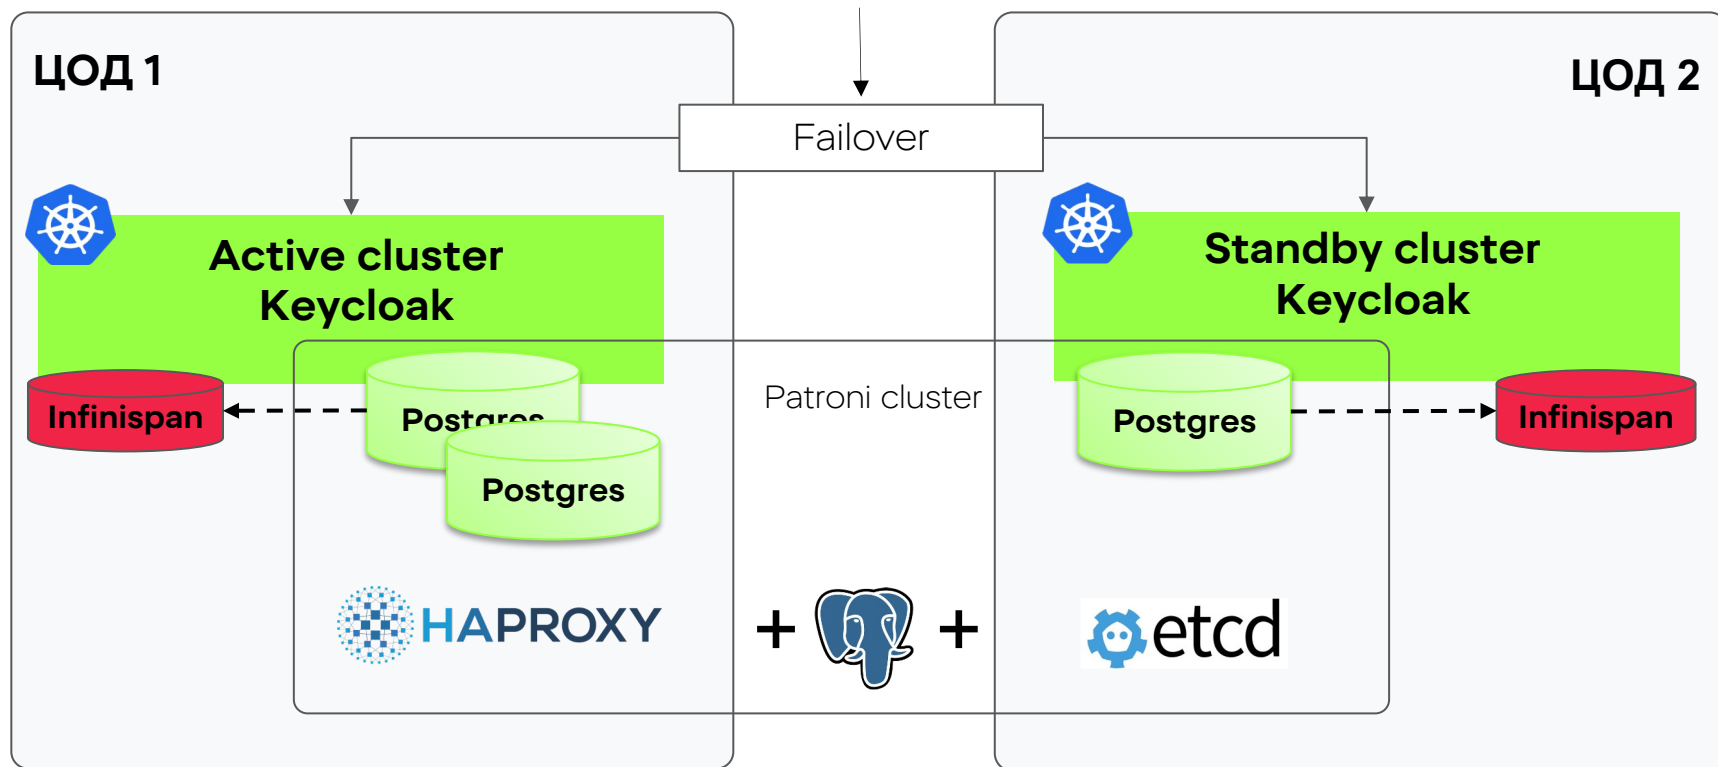 ЦОД 1
ЦОД 2
Failover
Active cluster
Keycloak
Standby cluster
Keycloak
Infinispan
Postgres
Postgres
Patroni cluster
Postgres
Infinispan
HAPROXY
+
+
etcd